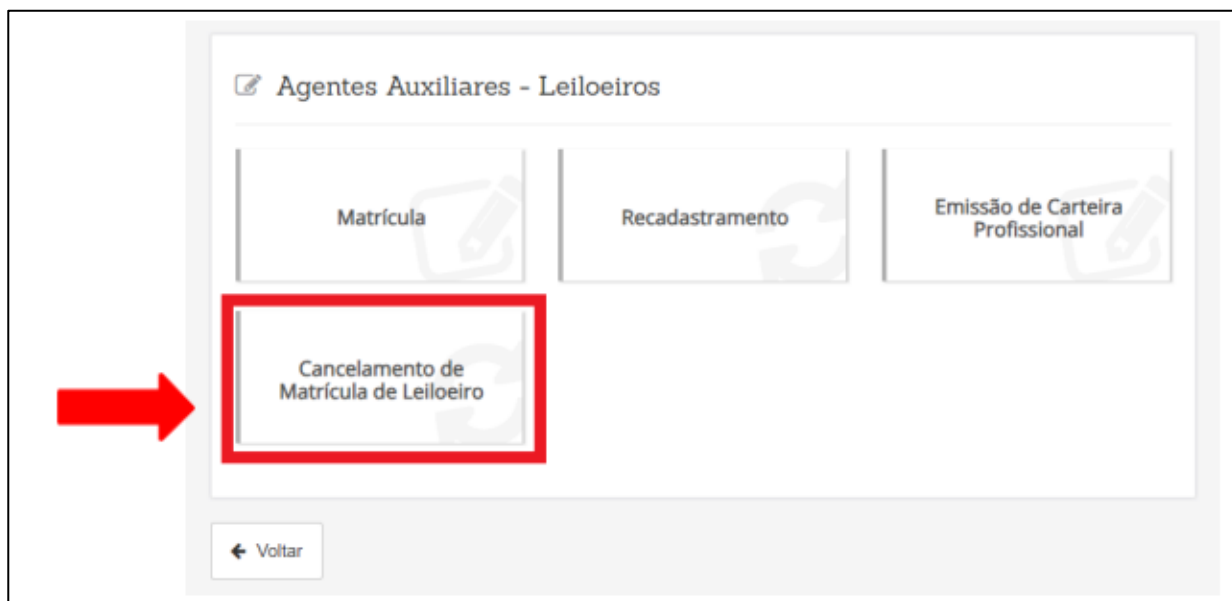 Agentes Auxiliares - Leiloeiros
Matrícula
Recadastramento
Emissão de Carteira
Profissional
Cancelamento de
Matrícula de Leiloeiro
Voltar